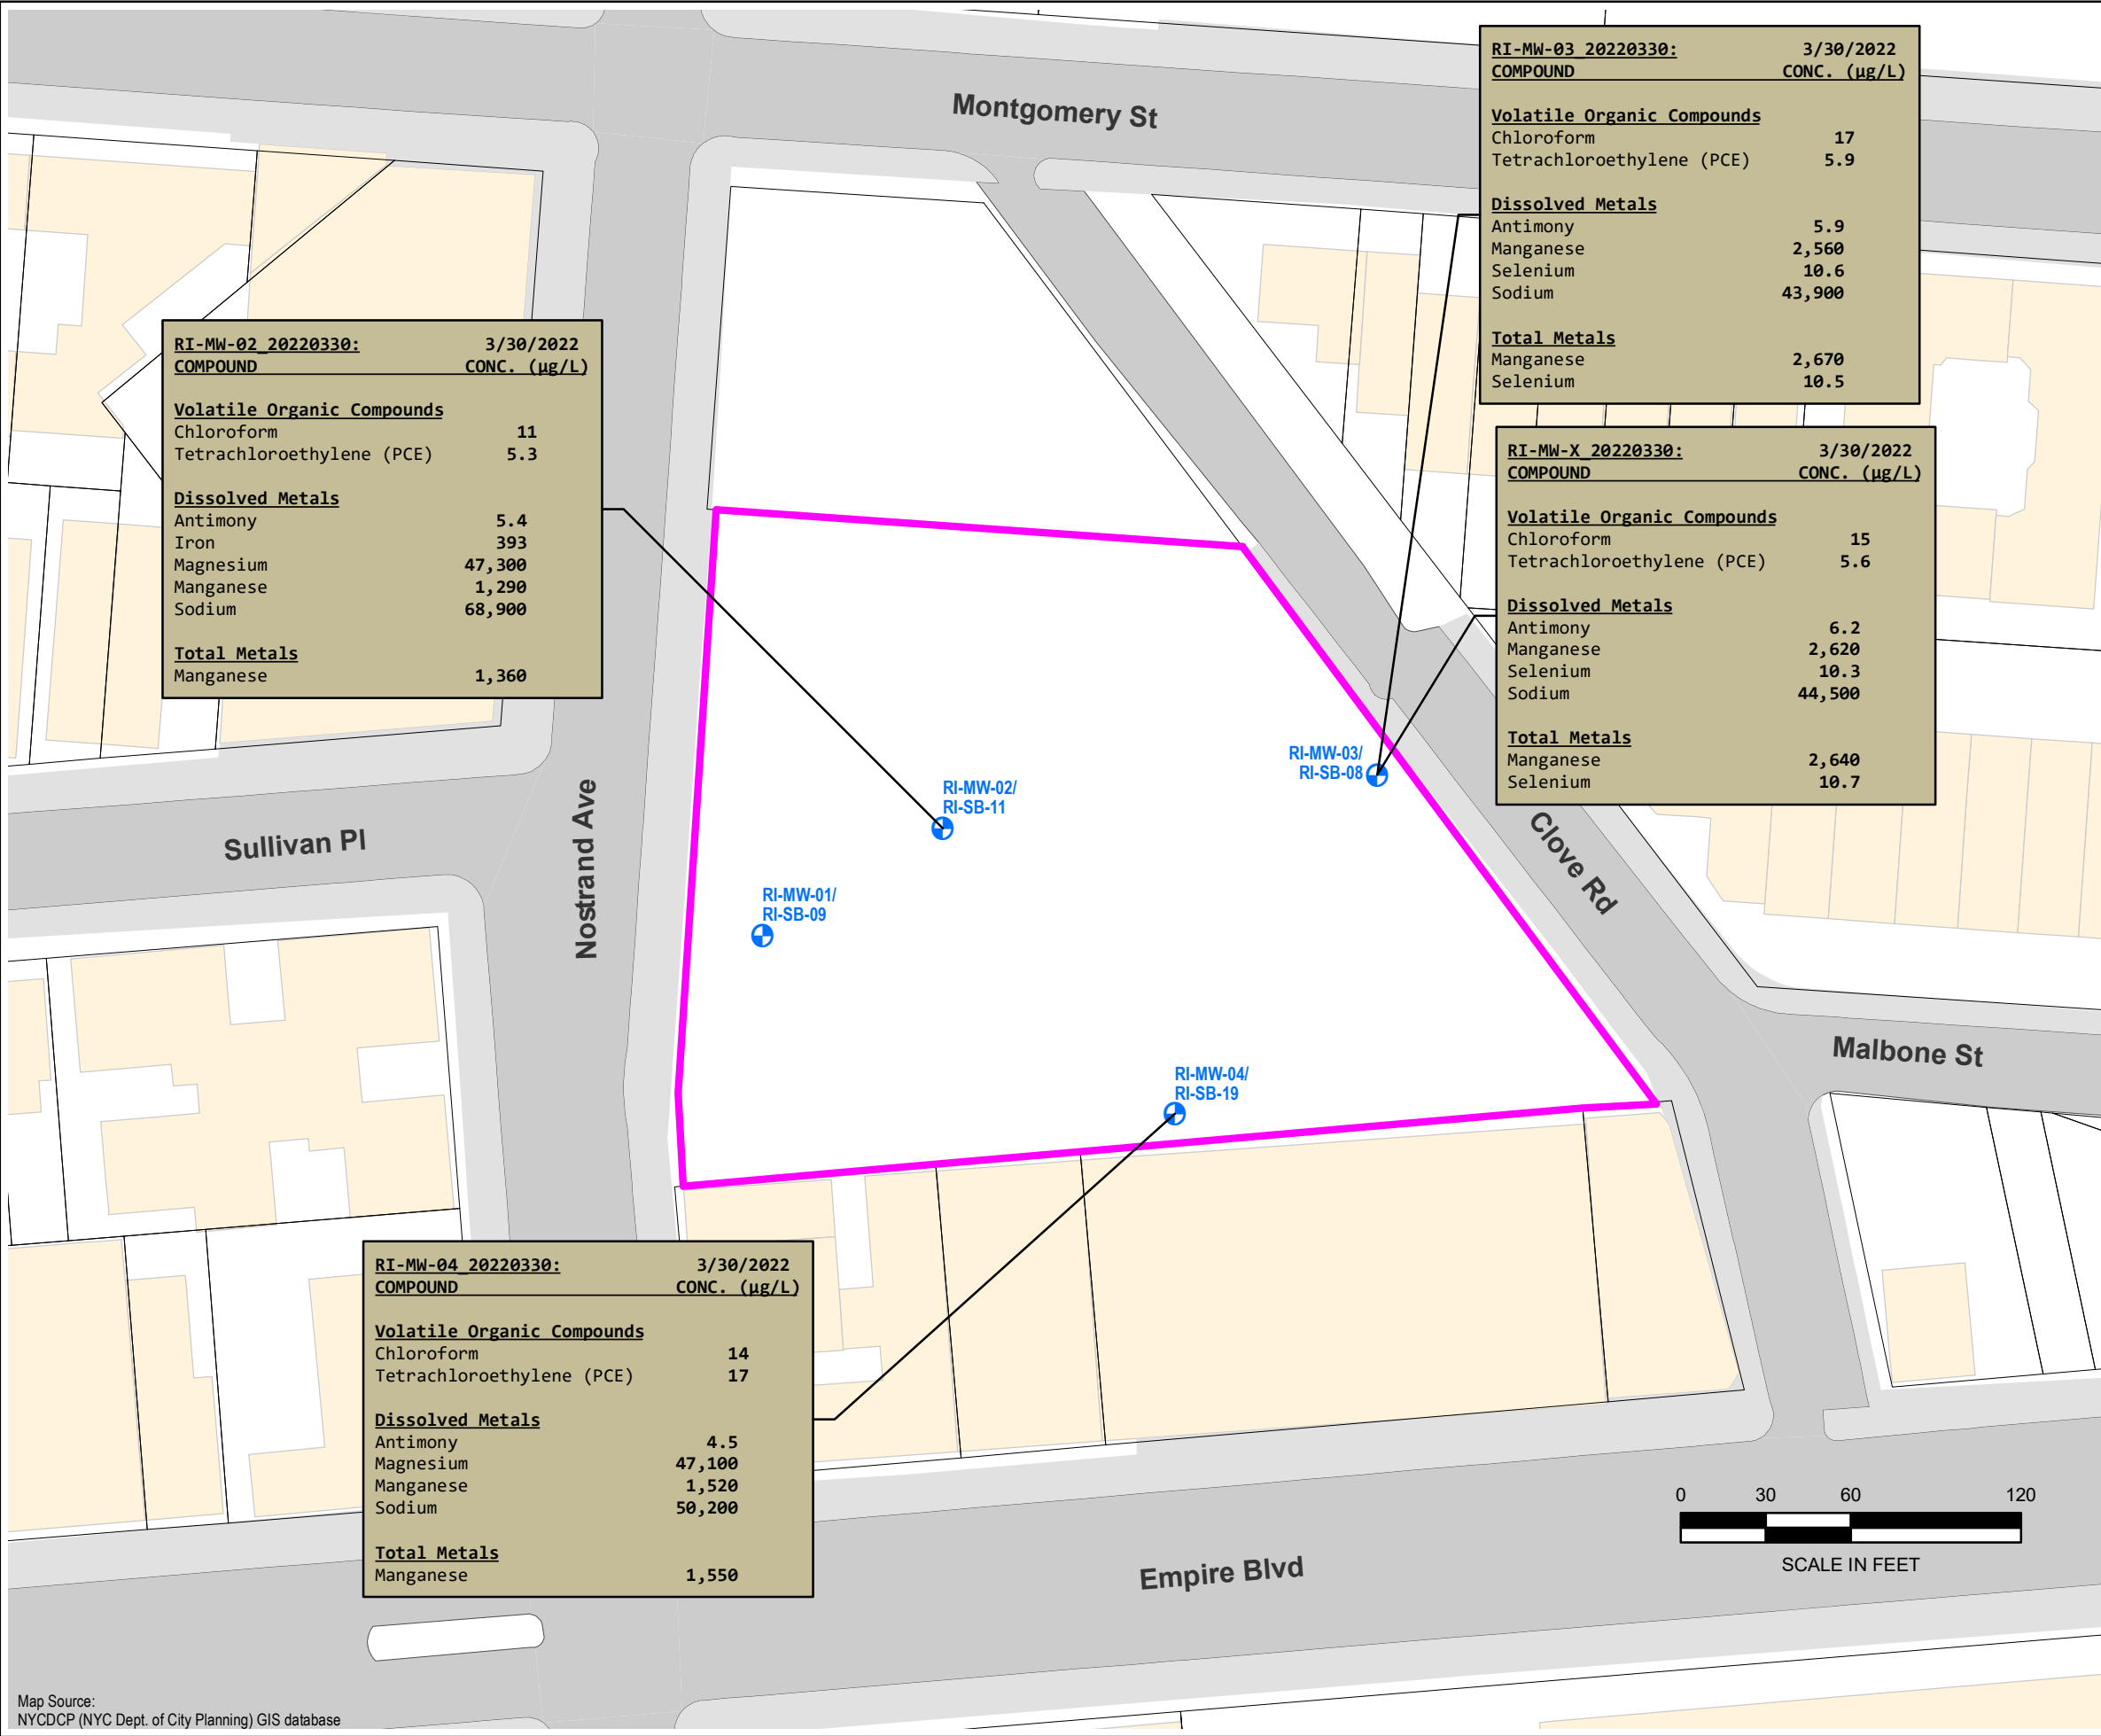 Montgomery St
RI-MW-03_20220330: 3/30/2022
COMPOUND CONC. (µg/L)
Volatile Organic Compounds
Chloroform 17
Tetrachloroethylene (PCE) 5.9
Dissolved Metals
Antimony 5.9
Manganese 2,560
Selenium 10.6
Sodium 43,900
Total Metals
Manganese 2,670
Selenium 10.5
RI-MW-02_20220330: 3/30/2022
COMPOUND CONC. (µg/L)
Volatile Organic Compounds
Chloroform 11
Tetrachloroethylene (PCE) 5.3
Dissolved Metals
Antimony 5.4
Iron 393
Magnesium 47,300
Manganese 1,290
Sodium 68,900
Total Metals
Manganese 1,360
RI-MW-X_20220330: 3/30/2022
COMPOUND CONC. (µg/L)
Volatile Organic Compounds
Chloroform 15
Tetrachloroethylene (PCE) 5.6
Dissolved Metals
Antimony 6.2
Manganese 2,620
Selenium 10.3
Sodium 44,500
Total Metals
Manganese 2,640
Selenium 10.7
RI-MW-03/
RI-SB-08
RI-MW-02/
RI-SB-11
Sullivan Pl
Nostrand Ave
Clove Rd
RI-MW-01/
RI-SB-09
Malbone St
RI-MW-04/
RI-SB-19
RI-MW-04_20220330: 3/30/2022
COMPOUND CONC. (µg/L)
Volatile Organic Compounds
Chloroform 14
Tetrachloroethylene (PCE) 17
Dissolved Metals
Antimony 4.5
Magnesium 47,100
Manganese 1,520
Sodium 50,200
Total Metals
Manganese 1,550
Empire Blvd
0 30 60 120
SCALE IN FEET
Map Source:
NYCDCP (NYC Dept. of City Planning) GIS database